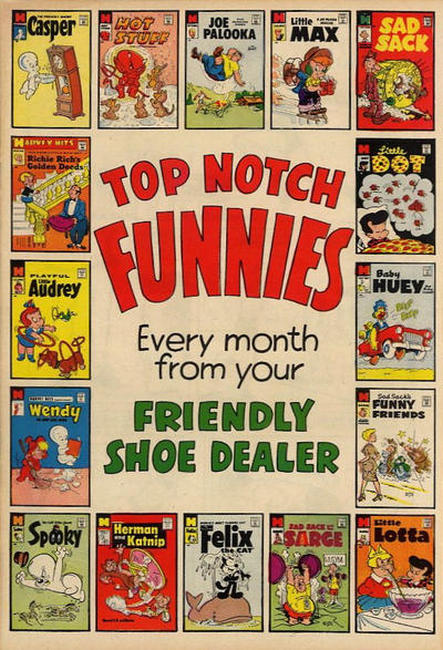 Casper
HOT STUFF
JOE PALOOKA
Little MAX
SAD SACK
HARVEY HITS
Richie Rich's
Golden Deeds
Little DOT
TOP NOTCH
FUNNIES
PLAYFUL
Little Audrey
Baby HUEY
Every month
from your
Wendy
Sad Sack's
FUNNY
FRIENDS
FRIENDLY
SHOE DEALER
Spooky
Herman
and Katnip
Felix
the CAT
SAD SACK and the
SARGE
Little Lotta